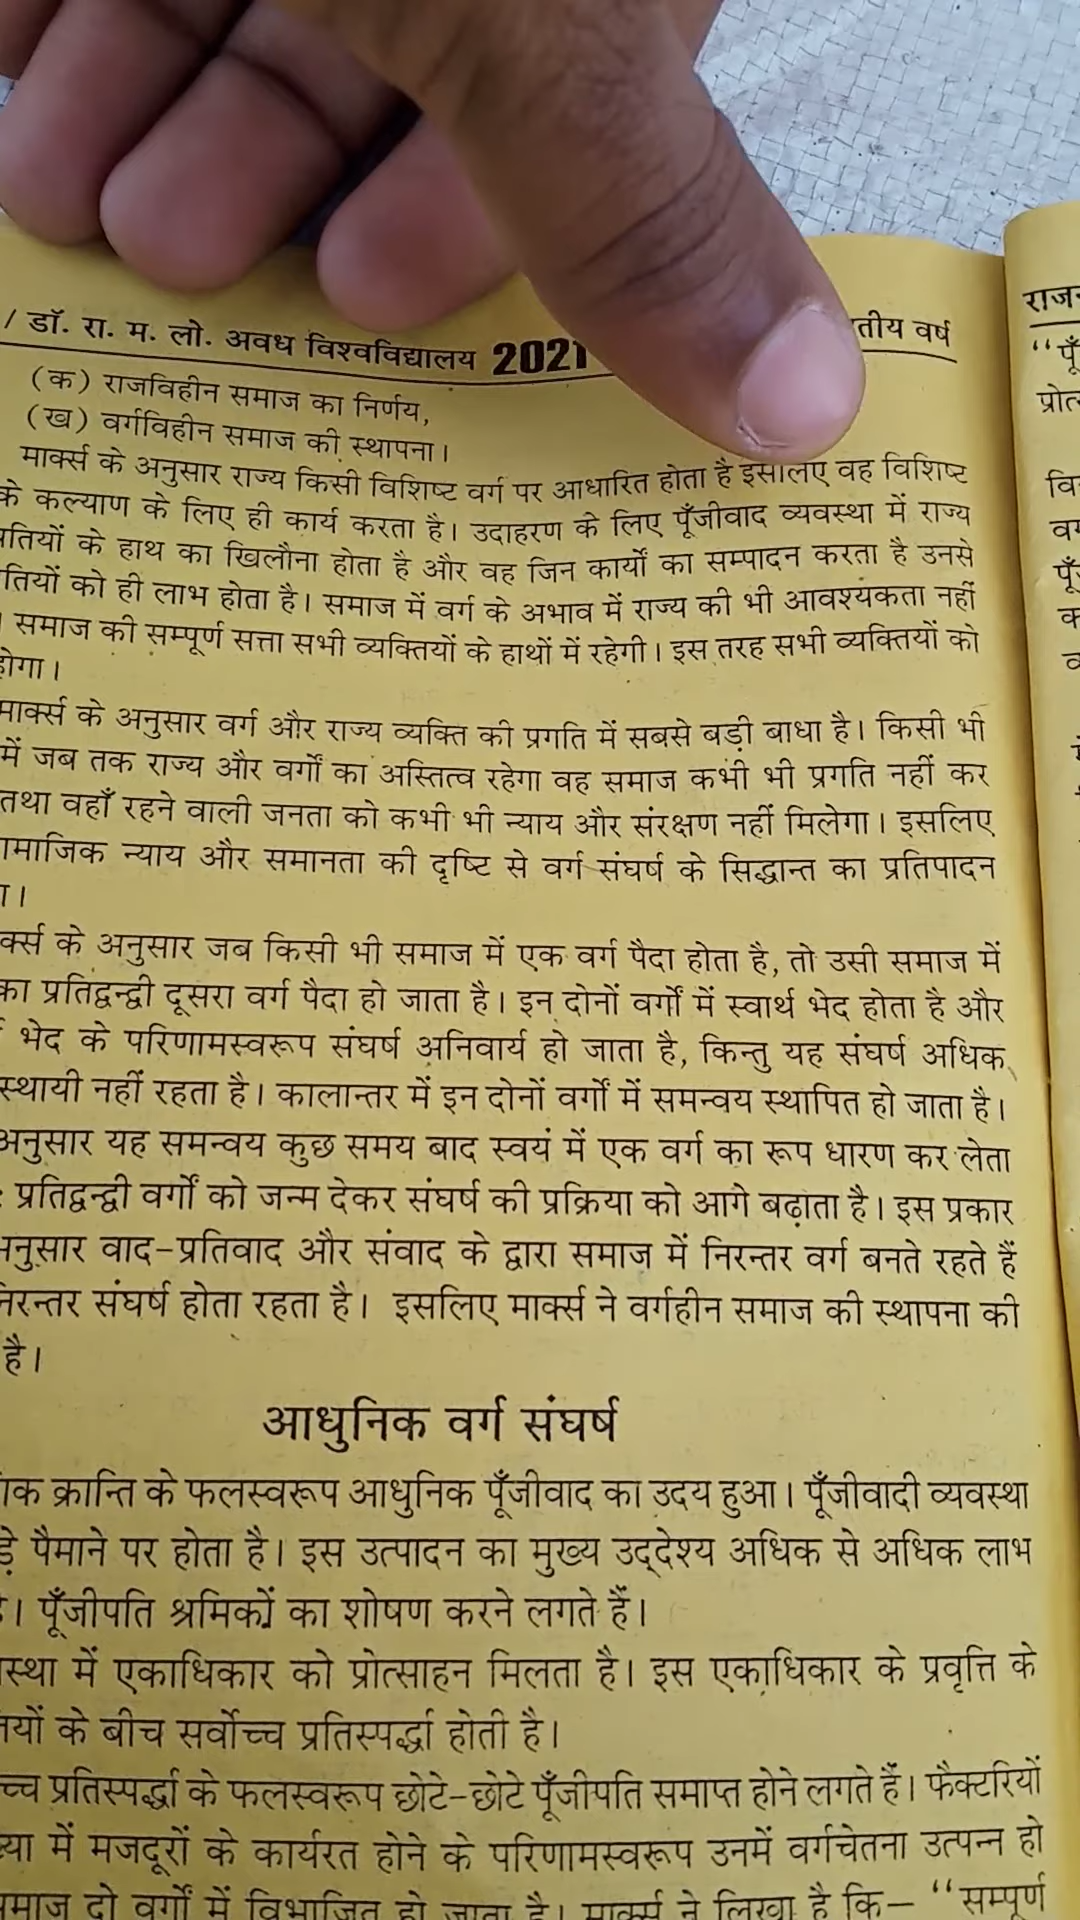 / डॉ. रा. म. लो. अवध विश्वविद्यालय 2021 तीय वर्ष
(क) राजविहीन समाज का निर्णय,
(ख) वर्गविहीन समाज की स्थापना।
मार्क्स के अनुसार राज्य किसी विशिष्ट वर्ग पर आधारित होता है इसलिए वह विशिष्ट
के कल्याण के लिए ही कार्य करता है। उदाहरण के लिए पूँजीवाद व्यवस्था में राज्य
पतियों के हाथ का खिलौना होता है और वह जिन कार्यों का सम्पादन करता है उनसे
तियों को ही लाभ होता है। समाज में वर्ग के अभाव में राज्य की भी आवश्यकता नहीं
। समाज की सम्पूर्ण सत्ता सभी व्यक्तियों के हाथों में रहेगी। इस तरह सभी व्यक्तियों को
होगा।
मार्क्स के अनुसार वर्ग और राज्य व्यक्ति की प्रगति में सबसे बड़ी बाधा है। किसी भी
में जब तक राज्य और वर्गों का अस्तित्व रहेगा वह समाज कभी भी प्रगति नहीं कर
तथा वहाँ रहने वाली जनता को कभी भी न्याय और संरक्षण नहीं मिलेगा। इसलिए
ामाजिक न्याय और समानता की दृष्टि से वर्ग संघर्ष के सिद्धान्त का प्रतिपादन
ा।
र्क्स के अनुसार जब किसी भी समाज में एक वर्ग पैदा होता है, तो उसी समाज में
का प्रतिद्वन्द्वी दूसरा वर्ग पैदा हो जाता है। इन दोनों वर्गों में स्वार्थ भेद होता है और
भेद के परिणामस्वरूप संघर्ष अनिवार्य हो जाता है, किन्तु यह संघर्ष अधिक
स्थायी नहीं रहता है। कालान्तर में इन दोनों वर्गों में समन्वय स्थापित हो जाता है।
अनुसार यह समन्वय कुछ समय बाद स्वयं में एक वर्ग का रूप धारण कर लेता
प्रतिद्वन्द्वी वर्गों को जन्म देकर संघर्ष की प्रक्रिया को आगे बढ़ाता है। इस प्रकार
अनुसार वाद-प्रतिवाद और संवाद के द्वारा समाज में निरन्तर वर्ग बनते रहते हैं
निरन्तर संघर्ष होता रहता है। इसलिए मार्क्स ने वर्गहीन समाज की स्थापना की
है।
आधुनिक वर्ग संघर्ष
िक क्रान्ति के फलस्वरूप आधुनिक पूँजीवाद का उदय हुआ। पूँजीवादी व्यवस्था
ड़े पैमाने पर होता है। इस उत्पादन का मुख्य उद्देश्य अधिक से अधिक लाभ
है। पूँजीपति श्रमिकों का शोषण करने लगते हैं।
स्था में एकाधिकार को प्रोत्साहन मिलता है। इस एकाधिकार के प्रवृत्ति के
तियों के बीच सर्वोच्च प्रतिस्पर्द्धा होती है।
च्च प्रतिस्पर्द्धा के फलस्वरूप छोटे-छोटे पूँजीपति समाप्त होने लगते हैं। फैक्टरियों
ख्या में मजदूरों के कार्यरत होने के परिणामस्वरूप उनमें वर्गचेतना उत्पन्न हो
समाज दो वर्गों में विभाजित हो जाता है। मार्क्स ने लिखा है कि– “सम्पूर्ण
राजन
“पूँ
प्रोत
वि
वर
पूँ
क